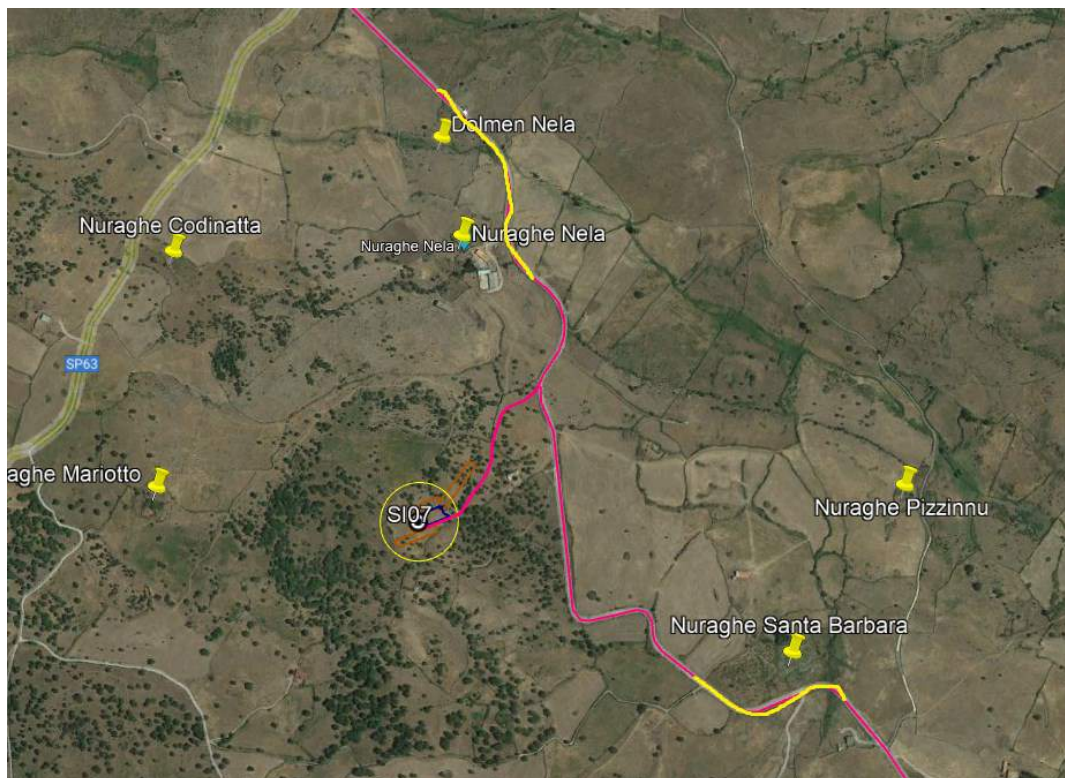 Dolmen Nela
Nuraghe Codinatta
Nuraghe Nela
Nuraghe Nela
SP63
aghe Mariotto
SI07
Nuraghe Pizzinnu
Nuraghe Santa Barbara